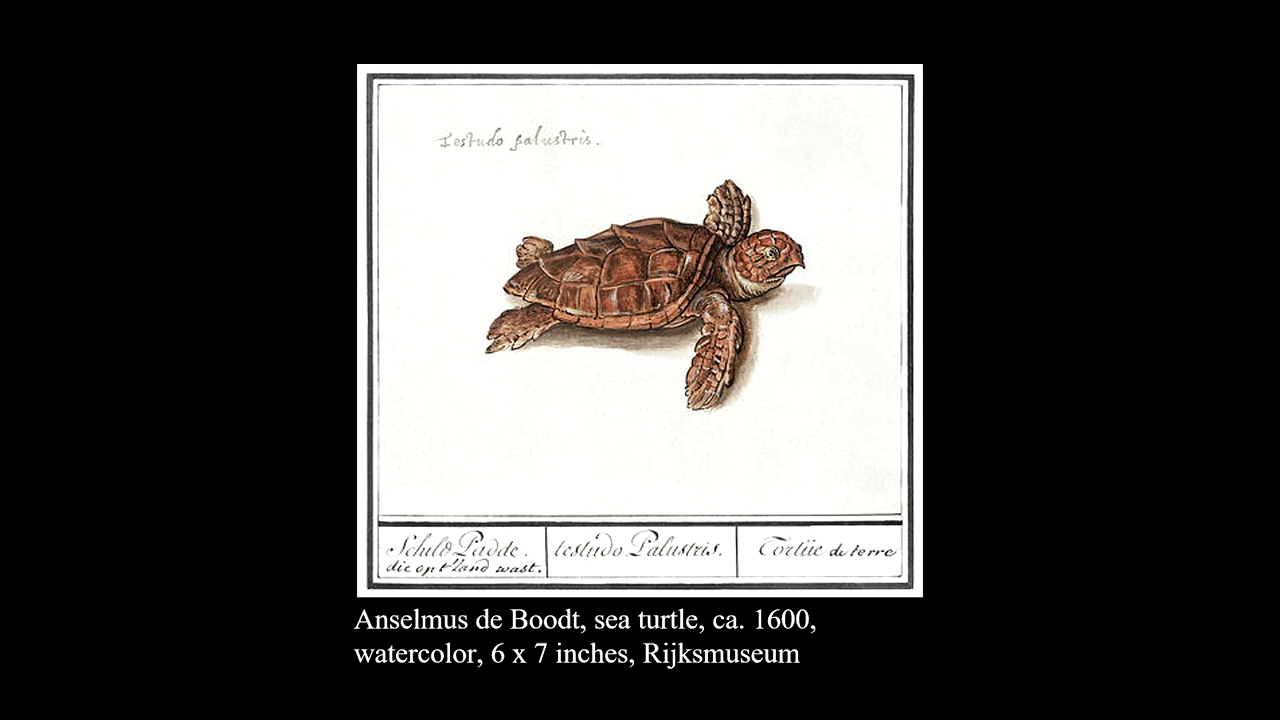 Testudo palustris.
Schild Padde.
die op t'land wast.
testudo Palustris.
Tortüe de terre
Anselmus de Boodt, sea turtle, ca. 1600,
watercolor, 6 x 7 inches, Rijksmuseum